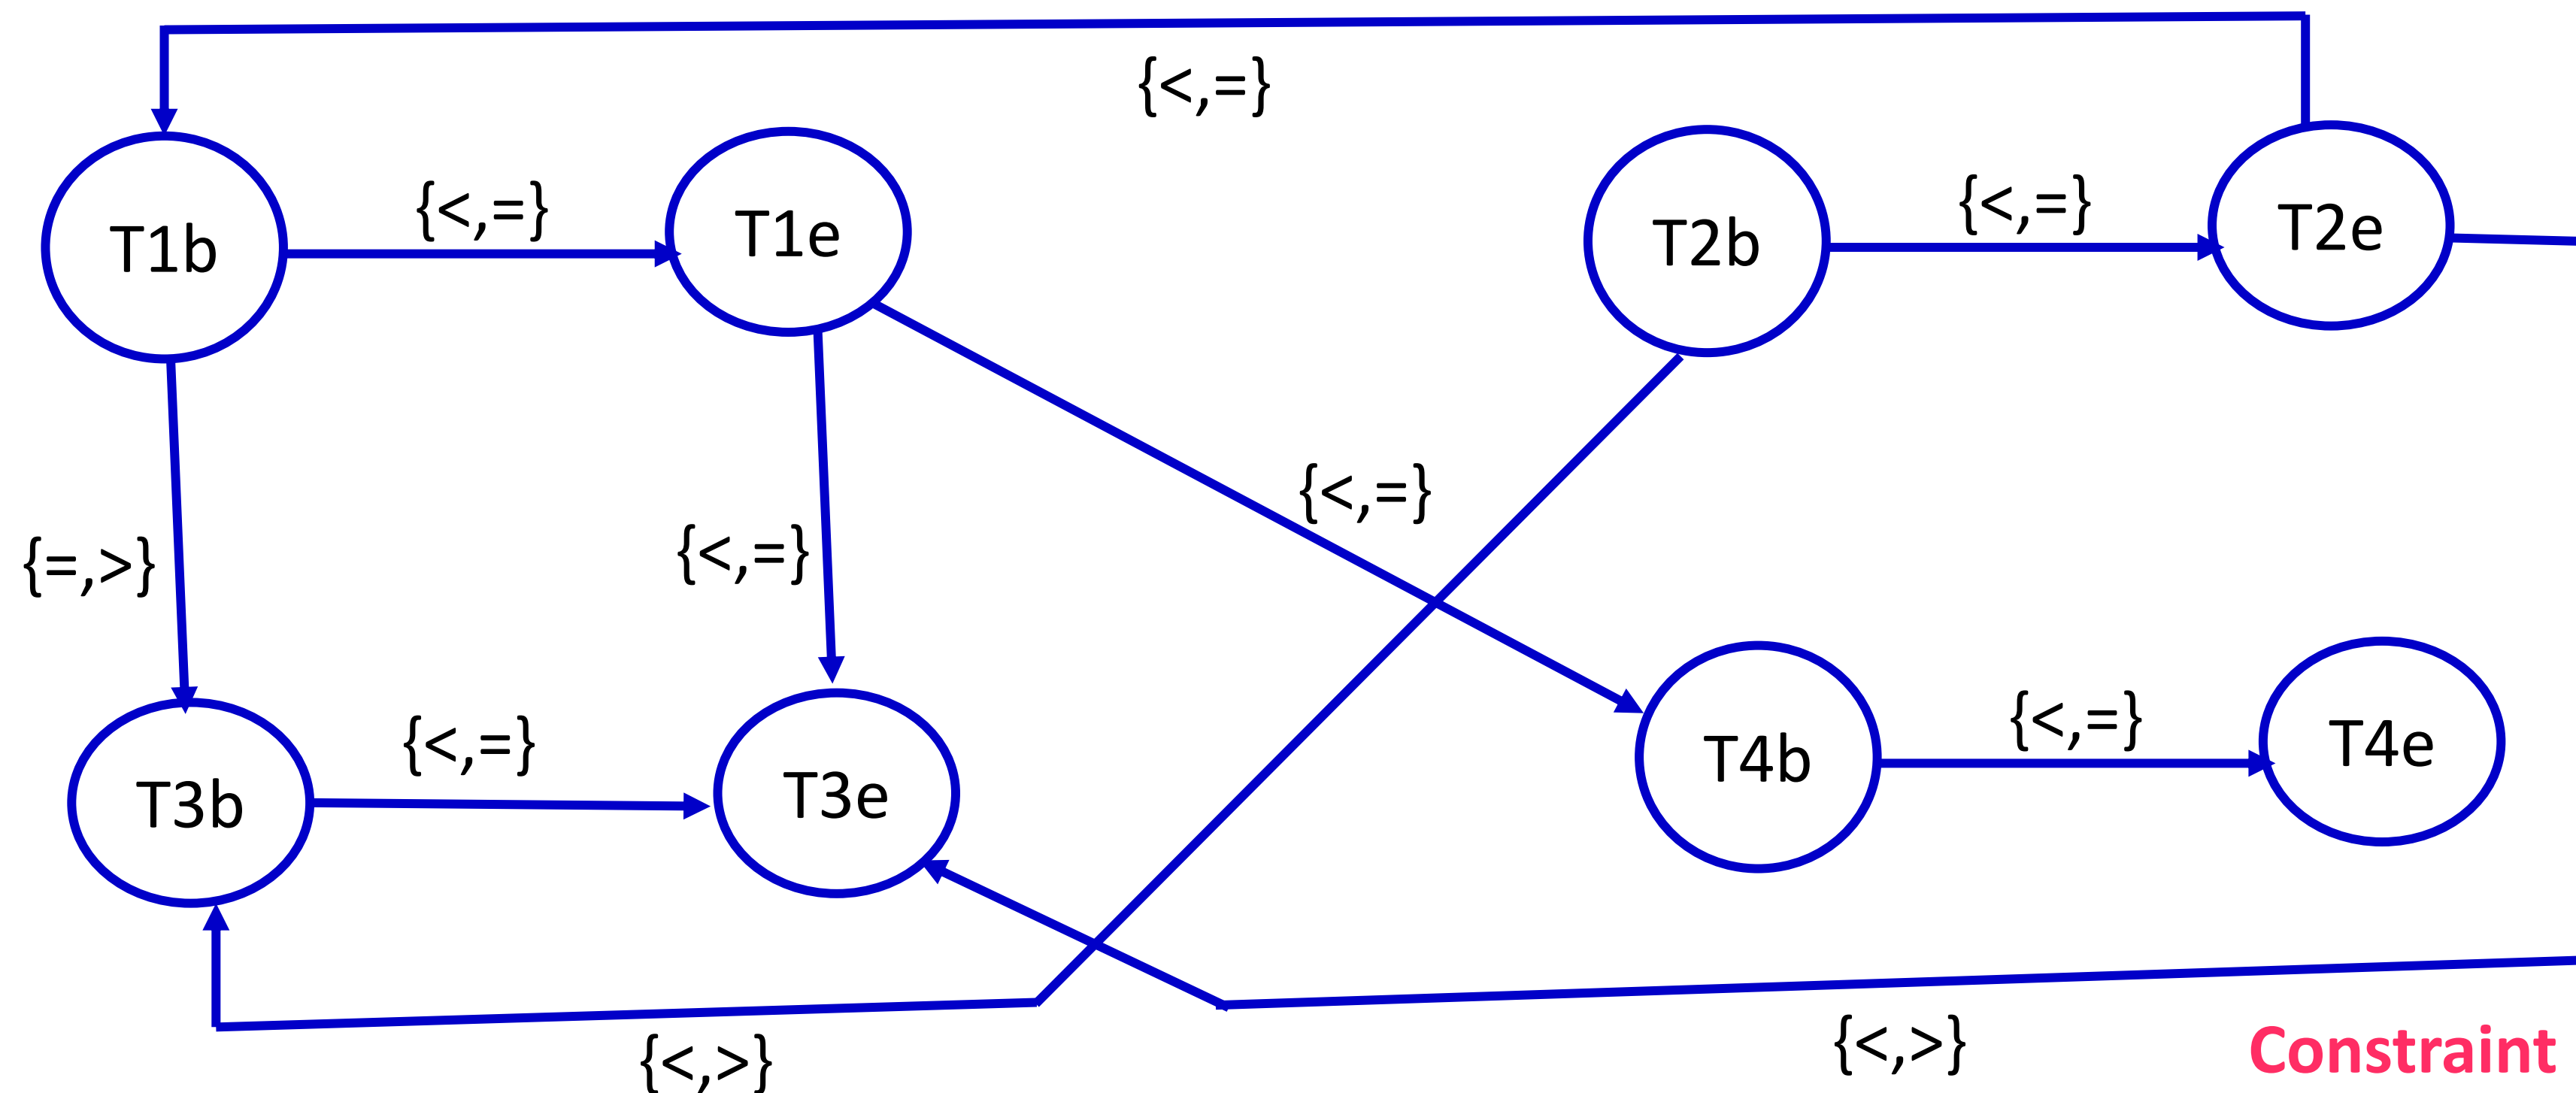 {<,=}
T1b
{<,=}
T1e
T2b
{<,=}
T2e
{=,>}
{<,=}
{<,=}
T3b
{<,=}
T3e
T4b
{<,=}
T4e
{<,>}
{<,>}
Constraint